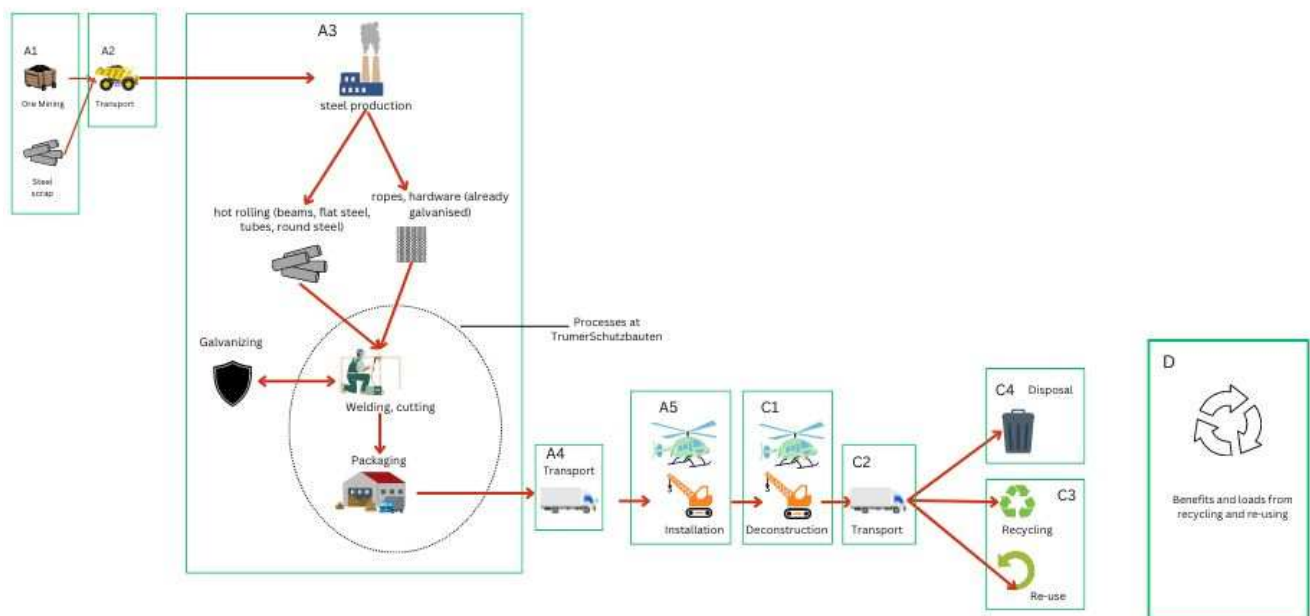 A1
Ore Mining
Steel
scrap
A2
Transport
A3
steel production
hot rolling (beams, flat steel,
tubes, round steel)
ropes, hardware (already
galvanised)
Processes at
TrumerSchutzbauten
Galvanizing
Welding, cutting
Packaging
A4
Transport
A5
Installation
C1
Deconstruction
C2
Transport
C4 Disposal
C3
Recycling
Re-use
D
Benefits and loads from
recycling and re-using